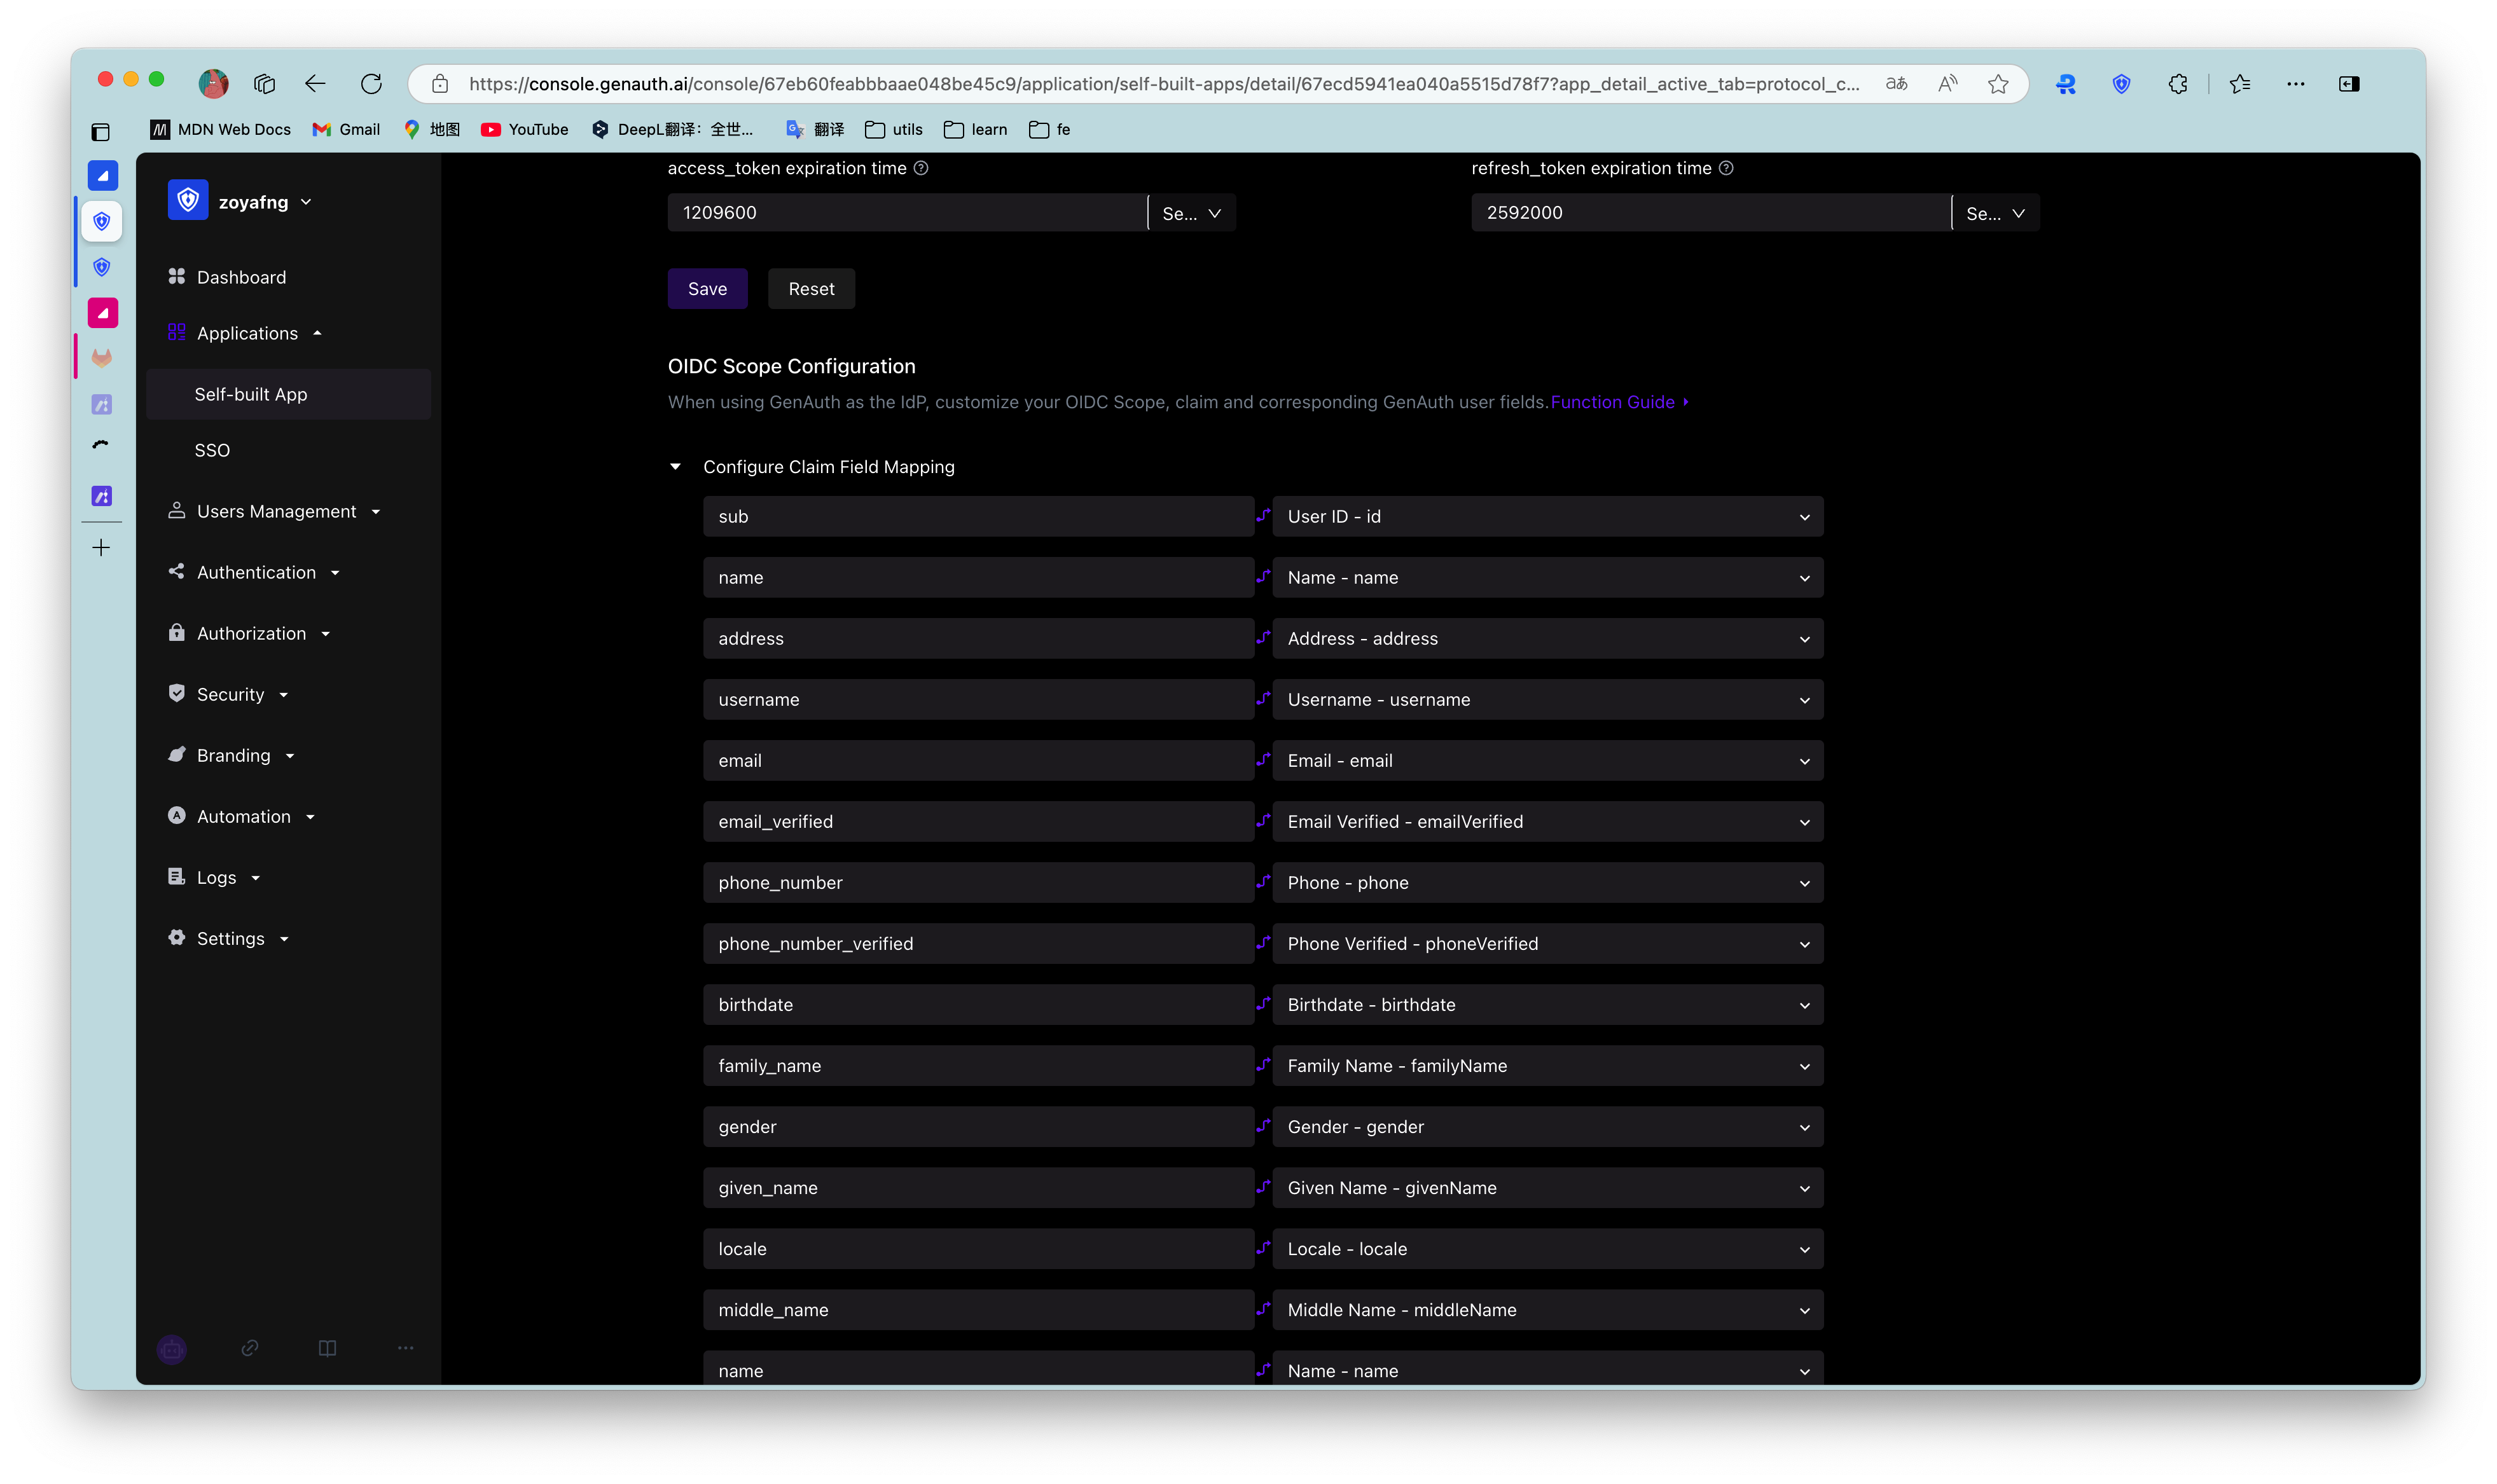 https://console.genauth.ai/console/67eb60feabbbaae048be45c9/application/self-built-apps/detail/67ecd5941ea040a5515d78f7?app_detail_active_tab=protocol_c...
MDN Web Docs
Gmail
地图
YouTube
DeepL翻译：全世...
翻译
utils
learn
fe
zoyafng
Dashboard
Applications
Self-built App
SSO
Users Management
Authentication
Authorization
Security
Branding
Automation
Logs
Settings
access_token expiration time
refresh_token expiration time
1209600 Se...
2592000 Se...
Save
Reset
OIDC Scope Configuration
When using GenAuth as the IdP, customize your OIDC Scope, claim and corresponding GenAuth user fields.Function Guide
Configure Claim Field Mapping
sub User ID - id
name Name - name
address Address - address
username Username - username
email Email - email
email_verified Email Verified - emailVerified
phone_number Phone - phone
phone_number_verified Phone Verified - phoneVerified
birthdate Birthdate - birthdate
family_name Family Name - familyName
gender Gender - gender
given_name Given Name - givenName
locale Locale - locale
middle_name Middle Name - middleName
name Name - name